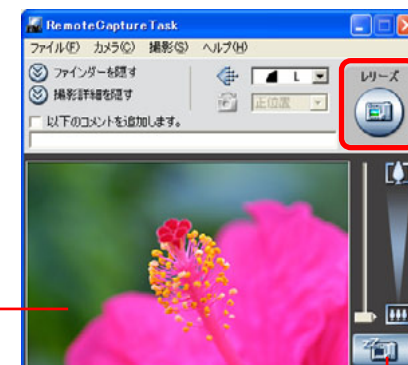 RemoteCapture Task
ファイル(F) カメラ(C) 撮影(S) ヘルプ(H)
ファインダーを隠す
L
レリーズ
撮影詳細を隠す
正位置
以下のコメントを追加します。